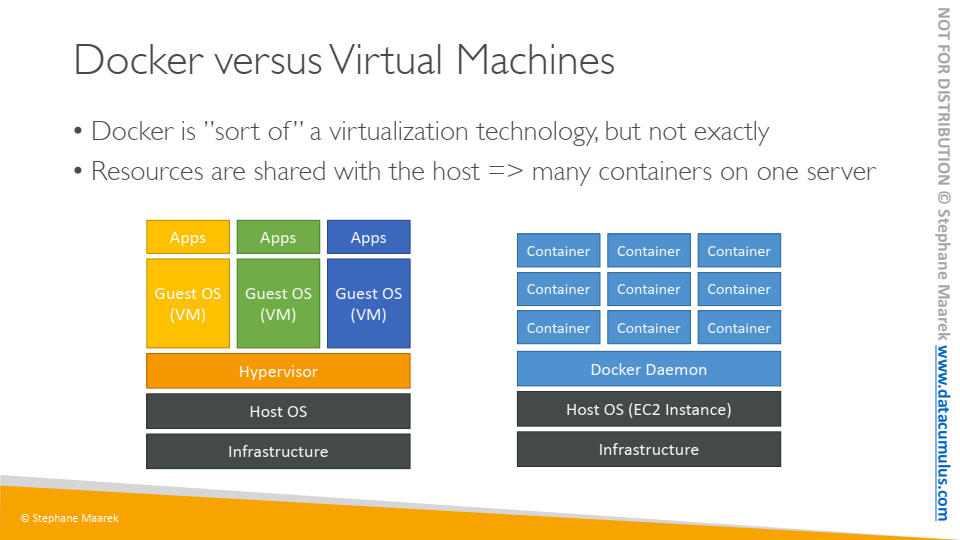 Docker versus Virtual Machines
• Docker is ”sort of” a virtualization technology, but not exactly
• Resources are shared with the host => many containers on one server
Apps Apps Apps
Guest OS (VM) Guest OS (VM) Guest OS (VM)
Hypervisor
Host OS
Infrastructure
Container Container Container
Container Container Container
Container Container Container
Docker Daemon
Host OS (EC2 Instance)
Infrastructure
© Stephane Maarek
NOT FOR DISTRIBUTION © Stephane Maarek www.datacumulus.com